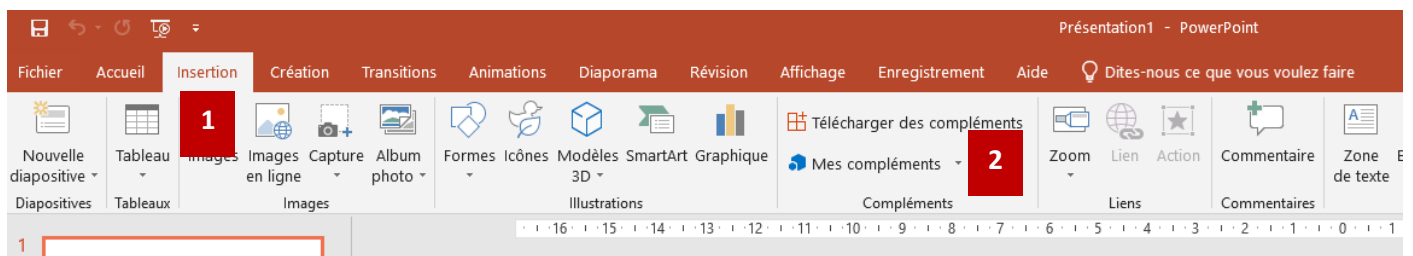 Présentation1 - PowerPoint
Fichier Accueil Insertion Création Transitions Animations Diaporama Révision Affichage Enregistrement Aide Dites-nous ce que vous voulez faire
1
Télécharger des compléments
2
Mes compléments
Nouvelle Tableau Images Images Capture Album Formes Icônes Modèles SmartArt Graphique Zoom Lien Action Commentaire Zone
diapositive en ligne photo 3D de texte
Diapositives Tableaux Images Illustrations Compléments Liens Commentaires
16 15 14 13 12 11 10 9 8 7 6 5 4 3 2 1 0 1
1